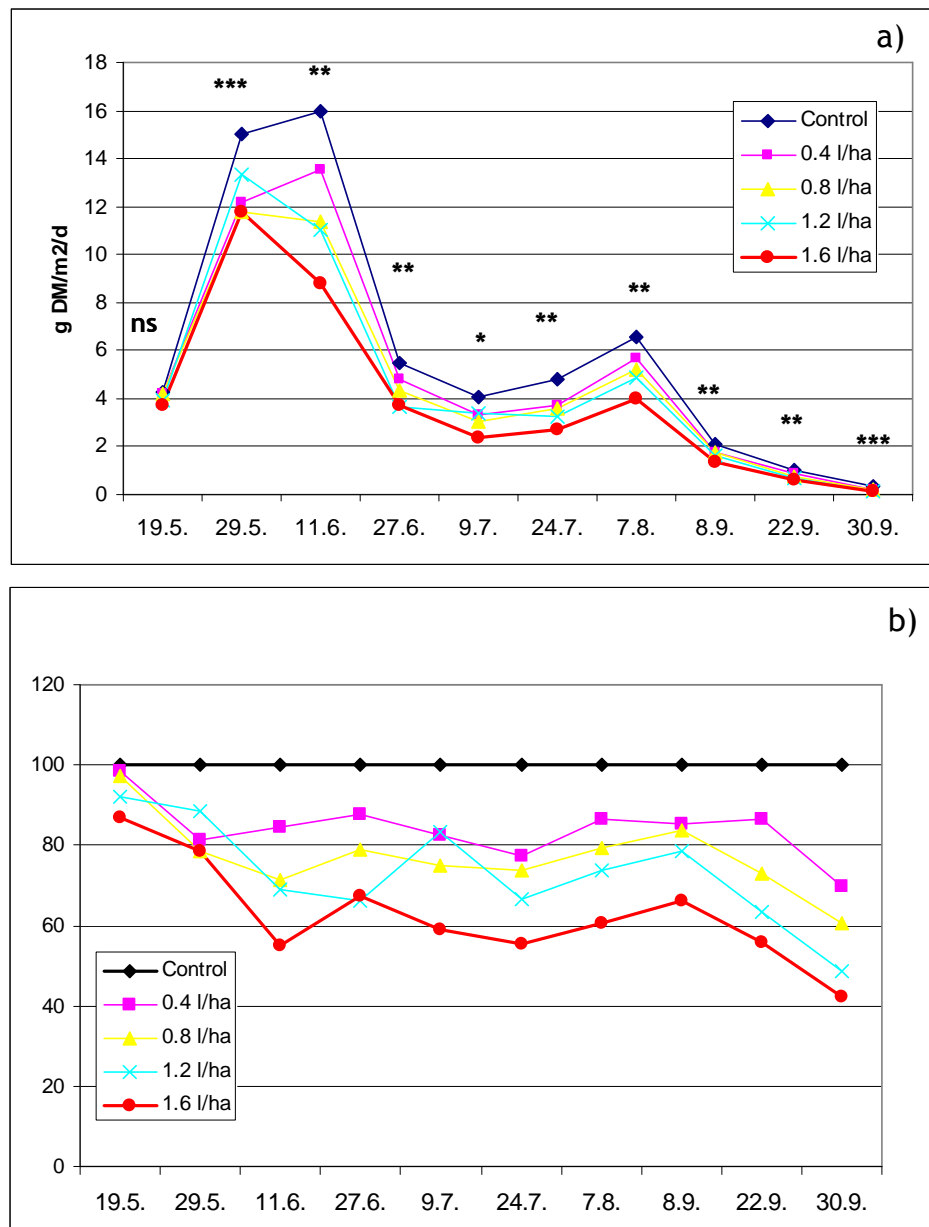 a)
18
16
14
12
10
8
6
4
2
0
g DM/m2/d
ns
***
**
**
*
**
**
**
**
***
Control
0.4 l/ha
0.8 l/ha
1.2 l/ha
1.6 l/ha
19.5. 29.5. 11.6. 27.6. 9.7. 24.7. 7.8. 8.9. 22.9. 30.9.
b)
120
100
80
60
40
20
0
Control
0.4 l/ha
0.8 l/ha
1.2 l/ha
1.6 l/ha
19.5. 29.5. 11.6. 27.6. 9.7. 24.7. 7.8. 8.9. 22.9. 30.9.